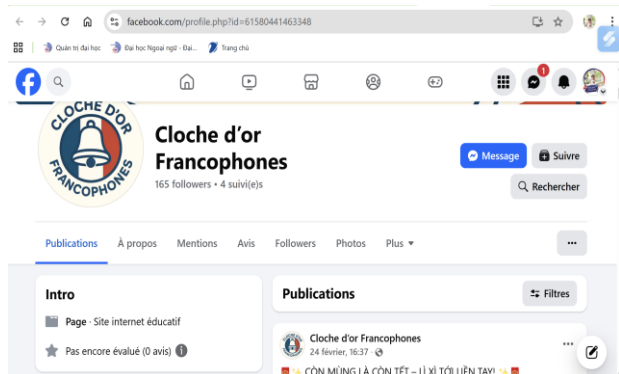 facebook.com/profile.php?id=61580441463348
Quản trị đại học
Đại học Ngoại ngữ - Đại...
Trang chủ
1
CLOCHE D'OR
FRANCOPHONES
Cloche d'or
Francophones
165 followers • 4 suivi(e)s
Message
Suivre
Rechercher
Publications
À propos
Mentions
Avis
Followers
Photos
Plus
Intro
Page · Site internet éducatif
Pas encore évalué (0 avis)
Publications
Filtres
Cloche d'or Francophones
24 février, 16:37 ·
CÒN MÙNG LÀ CÒN TẾT – LÌ XÌ TỚI LIỀN TAY!